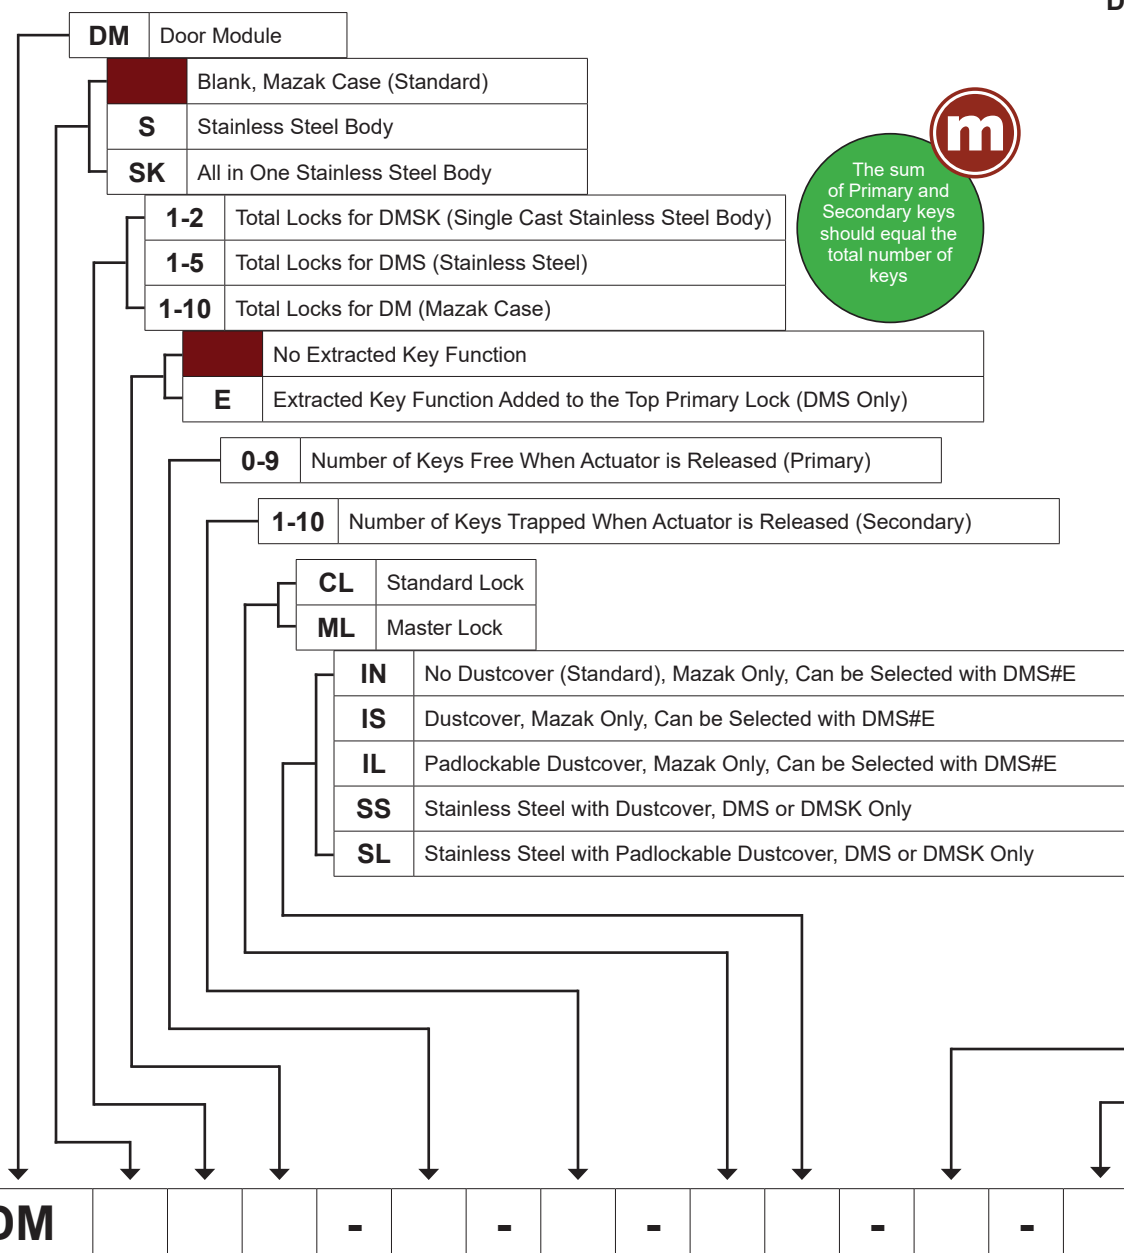 D
DM Door Module
Blank, Mazak Case (Standard)
S Stainless Steel Body
SK All in One Stainless Steel Body
m
The sum
of Primary and
Secondary keys
should equal the
total number of
keys
1-2 Total Locks for DMSK (Single Cast Stainless Steel Body)
1-5 Total Locks for DMS (Stainless Steel)
1-10 Total Locks for DM (Mazak Case)
No Extracted Key Function
E Extracted Key Function Added to the Top Primary Lock (DMS Only)
0-9 Number of Keys Free When Actuator is Released (Primary)
1-10 Number of Keys Trapped When Actuator is Released (Secondary)
CL Standard Lock
ML Master Lock
IN No Dustcover (Standard), Mazak Only, Can be Selected with DMS#E
IS Dustcover, Mazak Only, Can be Selected with DMS#E
IL Padlockable Dustcover, Mazak Only, Can be Selected with DMS#E
SS Stainless Steel with Dustcover, DMS or DMSK Only
SL Stainless Steel with Padlockable Dustcover, DMS or DMSK Only
DM - - - - -